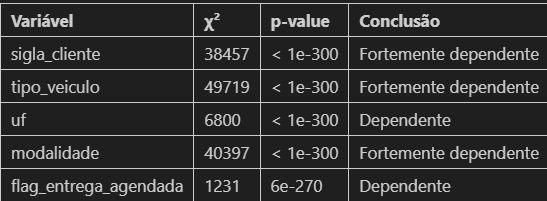 Variável χ² p-value Conclusão
sigla_cliente 38457 < 1e-300 Fortemente dependente
tipo_veiculo 49719 < 1e-300 Fortemente dependente
uf 6800 < 1e-300 Dependente
modalidade 40397 < 1e-300 Fortemente dependente
flag_entrega_agendada 1231 6e-270 Dependente